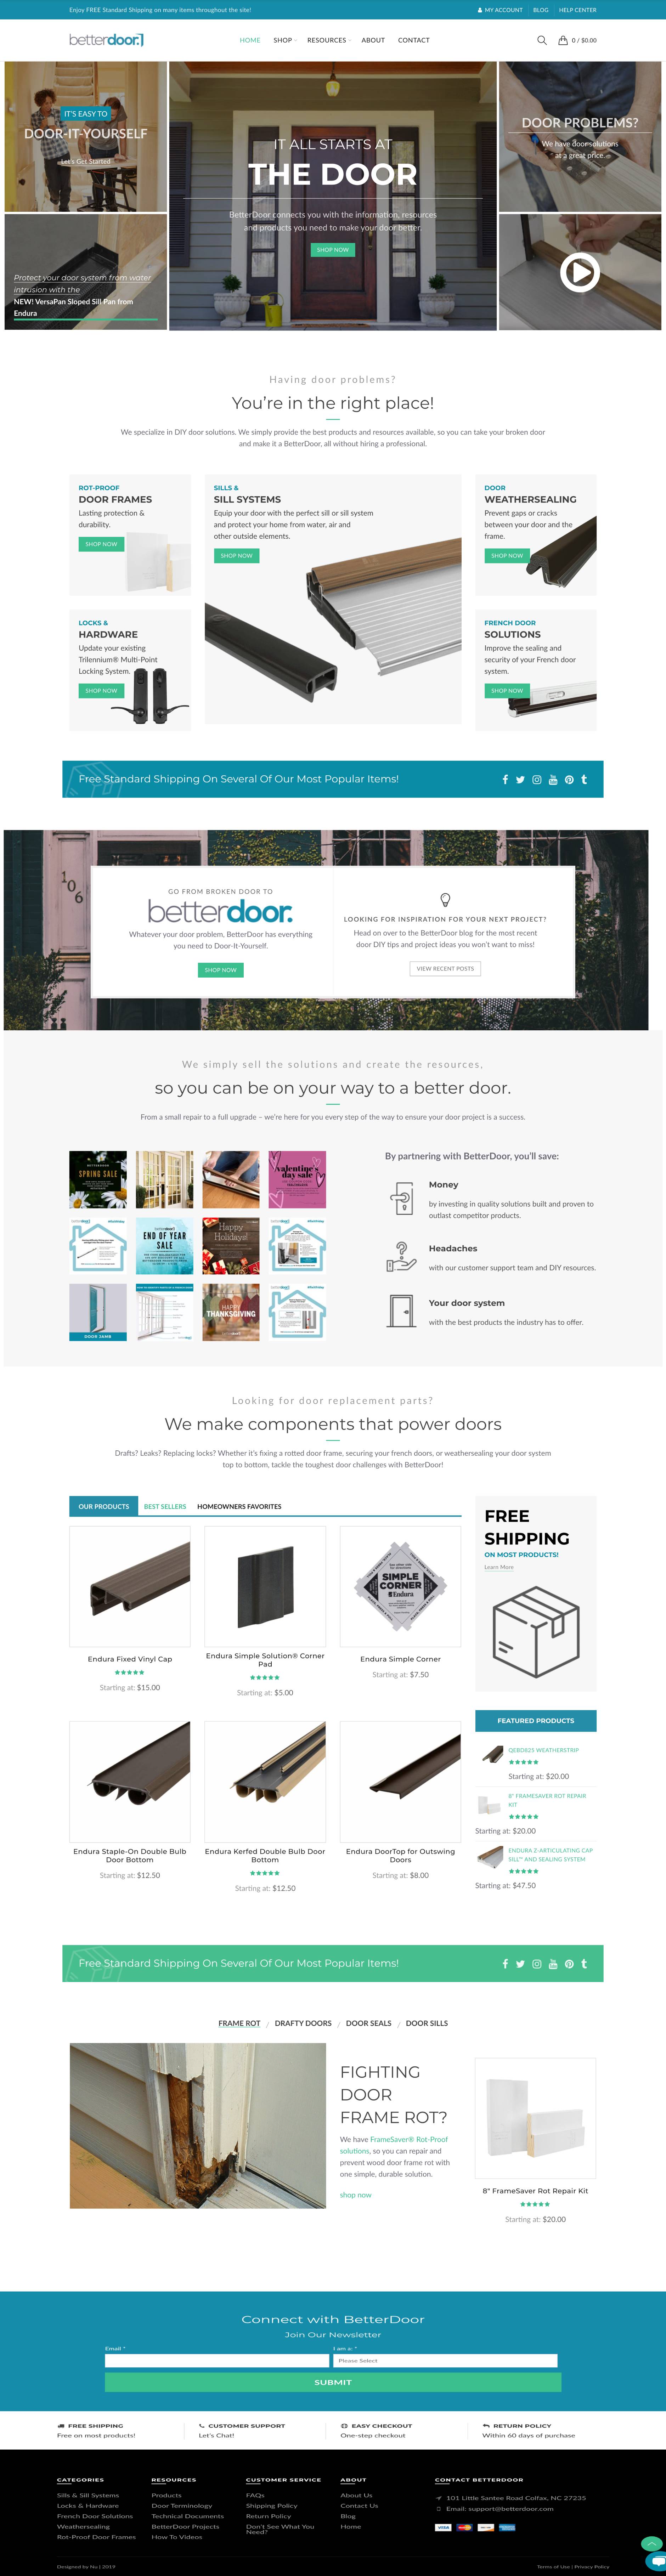 Enjoy FREE Standard Shipping on many items throughout the site!
MY ACCOUNT
BLOG
HELP CENTER
betterdoor.
HOME
SHOP
RESOURCES
ABOUT
CONTACT
0 / $0.00
IT'S EASY TO
DOOR-IT-YOURSELF
Let's Get Started
Protect your door system from water
intrusion with the
NEW! VersaPan Sloped Sill Pan from
Endura
IT ALL STARTS AT
THE DOOR
BetterDoor connects you with the information, resources
and products you need to make your door better.
SHOP NOW
DOOR PROBLEMS?
We have door solutions
at a great price.
Having door problems?
You're in the right place!
We specialize in DIY door solutions. We simply provide the best products and resources available, so you can take your broken door
and make it a BetterDoor, all without hiring a professional.
ROT-PROOF
DOOR FRAMES
Lasting protection &
durability.
SHOP NOW
LOCKS &
HARDWARE
Update your existing
Trilennium® Multi-Point
Locking System.
SHOP NOW
SILLS &
SILL SYSTEMS
Equip your door with the perfect sill or sill system
and protect your home from water, air and
other outside elements.
SHOP NOW
DOOR
WEATHERSEALING
Prevent gaps or cracks
between your door and the
frame.
SHOP NOW
FRENCH DOOR
SOLUTIONS
Improve the sealing and
security of your French door
system.
SHOP NOW
Free Standard Shipping On Several Of Our Most Popular Items!
106
GO FROM BROKEN DOOR TO
betterdoor.
Whatever your door problem, BetterDoor has everything
you need to Door-It-Yourself.
SHOP NOW
LOOKING FOR INSPIRATION FOR YOUR NEXT PROJECT?
Head on over to the BetterDoor blog for the most recent
door DIY tips and project ideas you won't want to miss!
VIEW RECENT POSTS
We simply sell the solutions and create the resources,
so you can be on your way to a better door.
From a small repair to a full upgrade – we're here for you every step of the way to ensure your door project is a success.
SPRING SALE
valentine's
day sale
END OF YEAR
SALE
Happy
Holidays!
DOOR JAMB
HAPPY
THANKSGIVING
By partnering with BetterDoor, you'll save:
Money
by investing in quality solutions built and proven to
outlast competitor products.
Headaches
with our customer support team and DIY resources.
Your door system
with the best products the industry has to offer.
Looking for door replacement parts?
We make components that power doors
Drafts? Leaks? Replacing locks? Whether it's fixing a rotted door frame, securing your french doors, or weathersealing your door system
top to bottom, tackle the toughest door challenges with BetterDoor!
OUR PRODUCTS
BEST SELLERS
HOMEOWNERS FAVORITES
SIMPLE
CORNER
Endura
Endura Fixed Vinyl Cap
Starting at: $15.00
Endura Simple Solution® Corner
Pad
Starting at: $5.00
Endura Simple Corner
Starting at: $7.50
Endura Staple-On Double Bulb
Door Bottom
Starting at: $12.50
Endura Kerfed Double Bulb Door
Bottom
Starting at: $12.50
Endura DoorTop for Outswing
Doors
Starting at: $8.00
FREE
SHIPPING
ON MOST PRODUCTS!
Learn More
FEATURED PRODUCTS
QEBD825 WEATHERSTRIP
Starting at: $20.00
8" FRAMESAVER ROT REPAIR
KIT
Starting at: $20.00
ENDURA Z-ARTICULATING CAP
SILL™ AND SEALING SYSTEM
Starting at: $47.50
Free Standard Shipping On Several Of Our Most Popular Items!
FRAME ROT / DRAFTY DOORS / DOOR SEALS / DOOR SILLS
FIGHTING
DOOR
FRAME ROT?
We have FrameSaver® Rot-Proof
solutions, so you can repair and
prevent wood door frame rot with
one simple, durable solution.
shop now
8" FrameSaver Rot Repair Kit
Starting at: $20.00
Connect with BetterDoor
Join Our Newsletter
Email *
I am a: *
Please Select
SUBMIT
FREE SHIPPING
Free on most products!
CUSTOMER SUPPORT
Let's Chat!
EASY CHECKOUT
One-step checkout
RETURN POLICY
Within 60 days of purchase
CATEGORIES
Sills & Sill Systems
Locks & Hardware
French Door Solutions
Weathersealing
Rot-Proof Door Frames
RESOURCES
Products
Door Terminology
Technical Documents
BetterDoor Projects
How To Videos
CUSTOMER SERVICE
FAQs
Shipping Policy
Return Policy
Don't See What You
Need?
ABOUT
About Us
Contact Us
Blog
Home
CONTACT BETTERDOOR
101 Little Santee Road Colfax, NC 27235
Email: support@betterdoor.com
VISA
Designed by Nu | 2019
Terms of Use | Privacy Policy